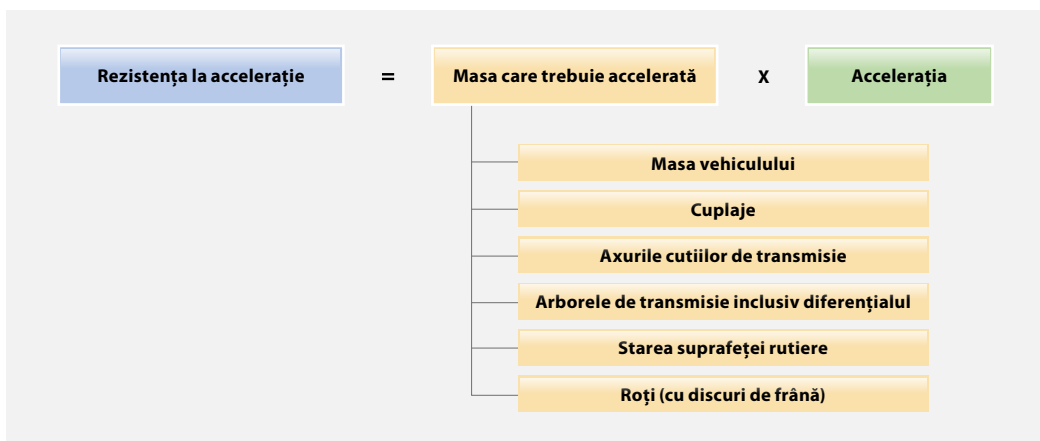 Rezistența la accelerație = Masa care trebuie accelerată x Accelerația
Masa vehiculului
Cuplaje
Axurile cutiilor de transmisie
Arborele de transmisie inclusiv diferențialul
Starea suprafeței rutiere
Roți (cu discuri de frână)